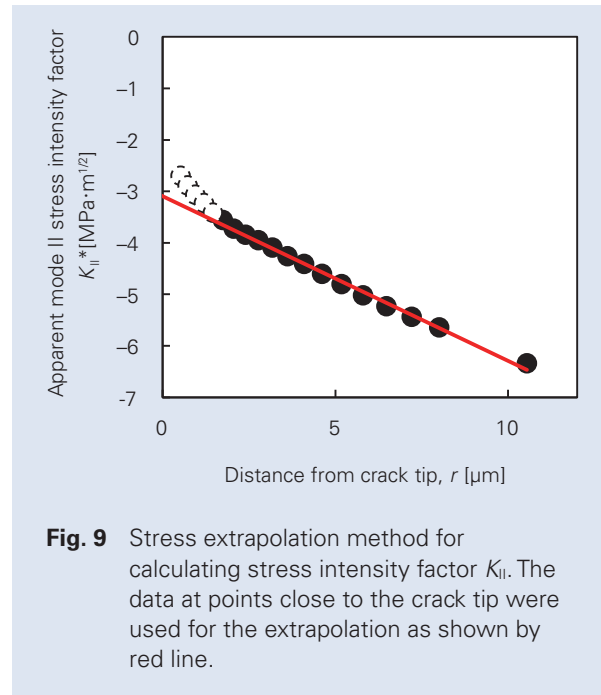 Apparent mode II stress intensity factor
K_II*[MPa·m^1/2]
0
–1
–2
–3
–4
–5
–6
-7
0
5
10
Distance from crack tip, r [µm]
Fig. 9 Stress extrapolation method for
calculating stress intensity factor K_II. The
data at points close to the crack tip were
used for the extrapolation as shown by
red line.